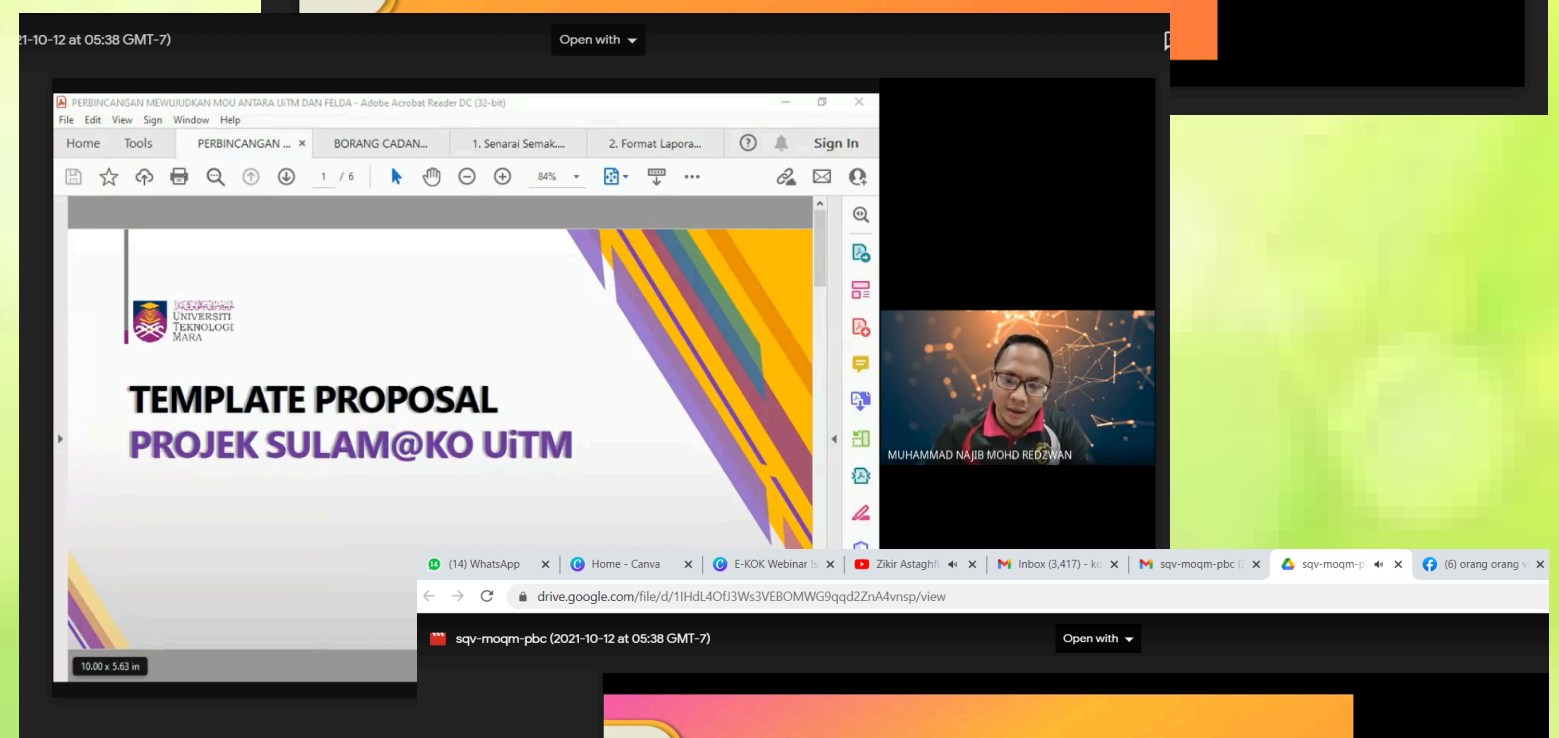 21-10-12 at 05:38 GMT-7)
Open with
PERBINCANGAN MEWUJUDKAN MOU ANTARA UiTM DAN FELDA - Adobe Acrobat Reader DC (32-bit)
File Edit View Sign Window Help
Home Tools PERBINCANGAN ... × BORANG CADAN... 1. Senarai Semak,... 2. Format Lapora... ? Sign In
1 / 6 84%
UNIVERSITI
TEKNOLOGI
MARA
TEMPLATE PROPOSAL
PROJEK SULAM@KO UiTM
MUHAMMAD NAJIB MOHD REDZWAN
10.00 x 5.63 in
(14) WhatsApp Home - Canva E-KOK Webinar Is Zikir Astaghfi Inbox (3,417) - ko sqv-moqm-pbc (2 sqv-moqm-p (6) orang orang v
drive.google.com/file/d/1IHdL4OfJ3Ws3VEBOMWG9qqd2ZnA4vnsp/view
sqv-moqm-pbc (2021-10-12 at 05:38 GMT-7)
Open with